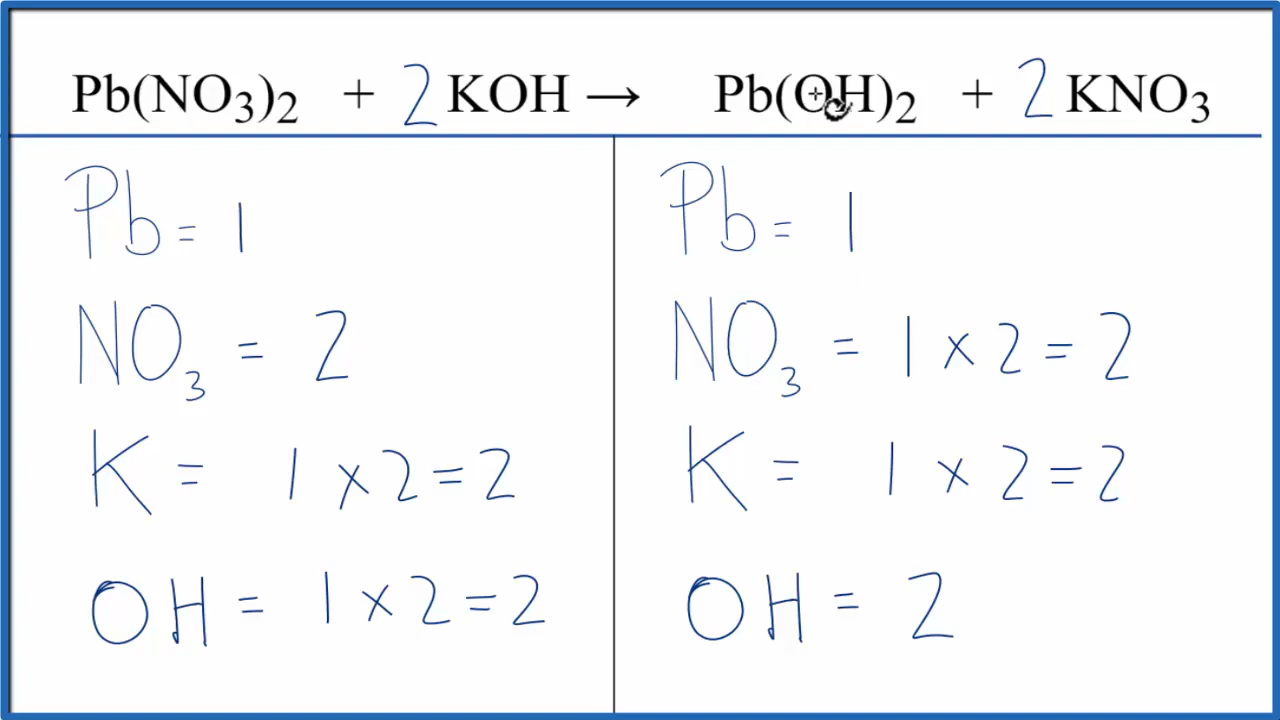 Pb(NO₃)₂ + 2 KOH → Pb(OH)₂ + 2 KNO₃
Pb = 1
NO₃ = 2
K = 1 x 2 = 2
OH = 1 x 2 = 2
Pb = 1
NO₃ = 1 x 2 = 2
K = 1 x 2 = 2
OH = 2